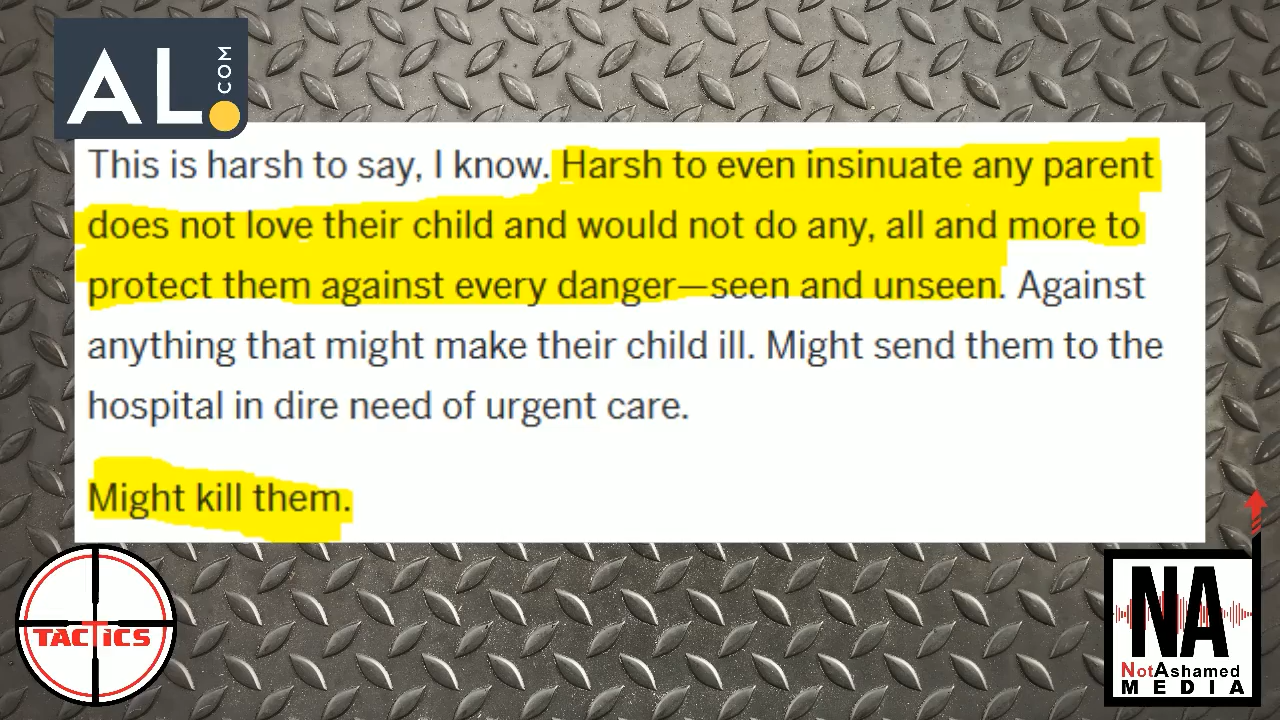 AL.COM
This is harsh to say, I know. Harsh to even insinuate any parent
does not love their child and would not do any, all and more to
protect them against every danger—seen and unseen. Against
anything that might make their child ill. Might send them to the
hospital in dire need of urgent care.
Might kill them.
TACTICS
NA
NotAshamed
MEDIA